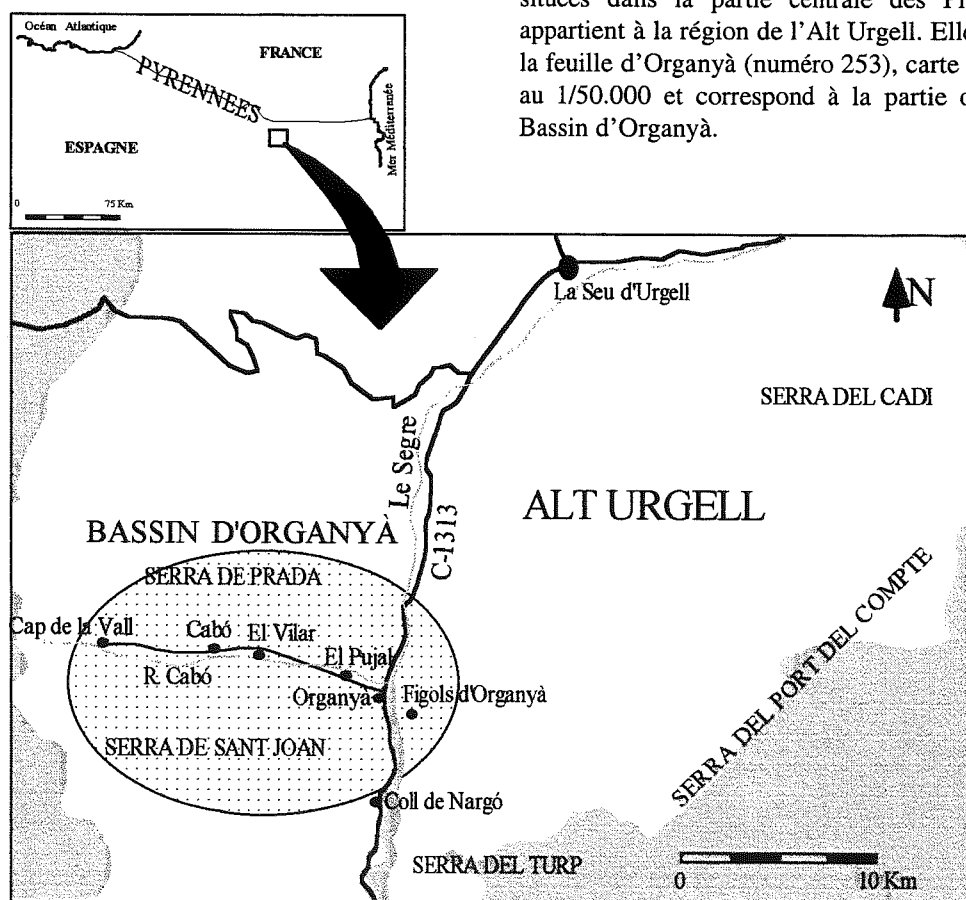 situées dans la partie centrale des
appartient à la région de l'Alt Urgell.
la feuille d'Organyà (numéro 253), carte
au 1/50.000 et correspond à la partie
Bassin d'Organyà.
Océan Atlantique
FRANCE
PYRENNEES
ESPAGNE
Mer Méditerranée
0 75 Km
La Seu d'Urgell
N
SERRA DEL CADI
Le Segre
C-1313
ALT URGELL
BASSIN D'ORGANYÀ
SERRA DE PRADA
SERRA DEL PORT DEL COMPTE
Cap de la Vall
Cabó
El Vilar
R. Cabó
El Pujal
Organyà
Figols d'Organyà
SERRA DE SANT JOAN
Coll de Nargó
SERRA DEL TURP
0 10 Km